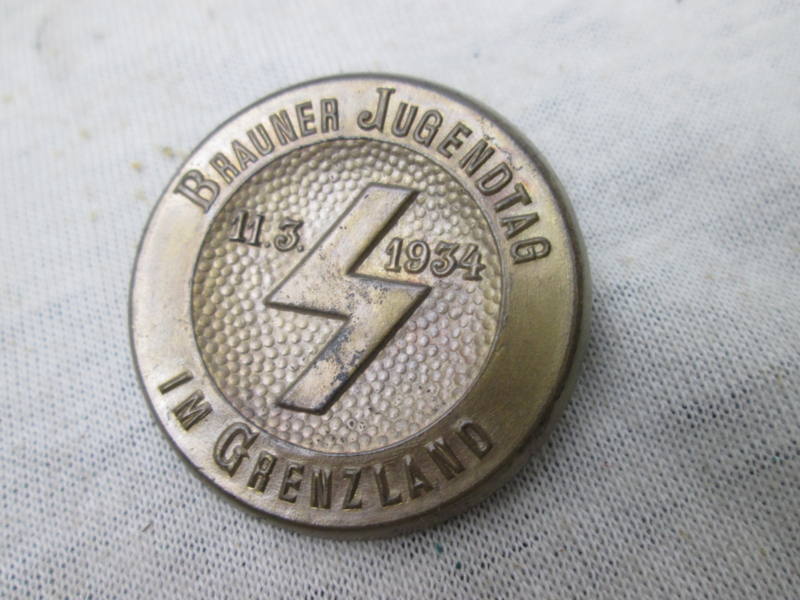 BRAUNER JUGENDTAG
11.3. 1934
IM GRENZLAND